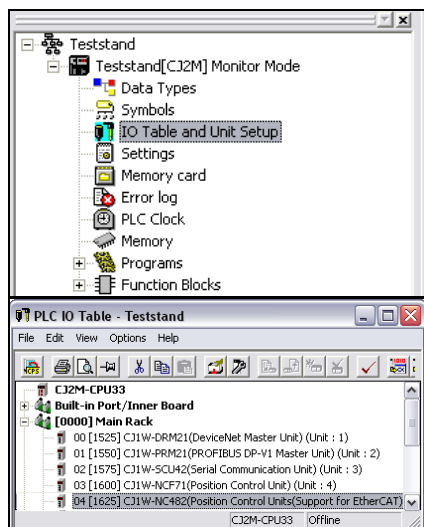 Teststand
Teststand[CJ2M] Monitor Mode
Data Types
Symbols
IO Table and Unit Setup
Settings
Memory card
Error log
PLC Clock
Memory
Programs
Function Blocks
PLC IO Table - Teststand
File Edit View Options Help
CJ2M-CPU33
Built-in Port/Inner Board
[0000] Main Rack
00 [1525] CJ1W-DRM21(DeviceNet Master Unit) (Unit : 1)
01 [1550] CJ1W-PRM21(PROFIBUS DP-V1 Master Unit) (Unit : 2)
02 [1575] CJ1W-SCU42(Serial Communication Unit) (Unit : 3)
03 [1600] CJ1W-NCF71(Position Control Unit) (Unit : 4)
04 [1625] CJ1W-NC482(Position Control Units(Support for EtherCAT)
CJ2M-CPU33 Offline